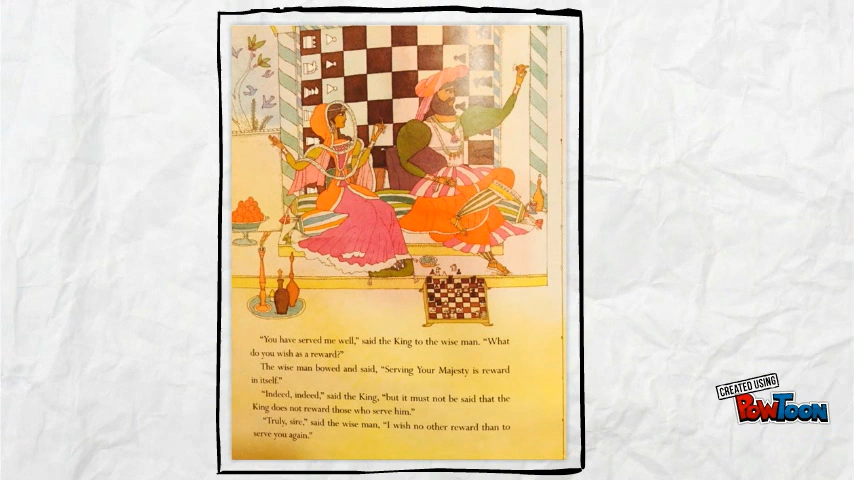 "You have served me well," said the King to the wise man. "What
do you wish as a reward?"
The wise man bowed and said, "Serving Your Majesty is reward
in itself."
"Indeed, indeed," said the King, "but it must not be said that the
King does not reward those who serve him."
"Truly, sire," said the wise man, "I wish no other reward than to
serve you again."
CREATED USING
POWTOON